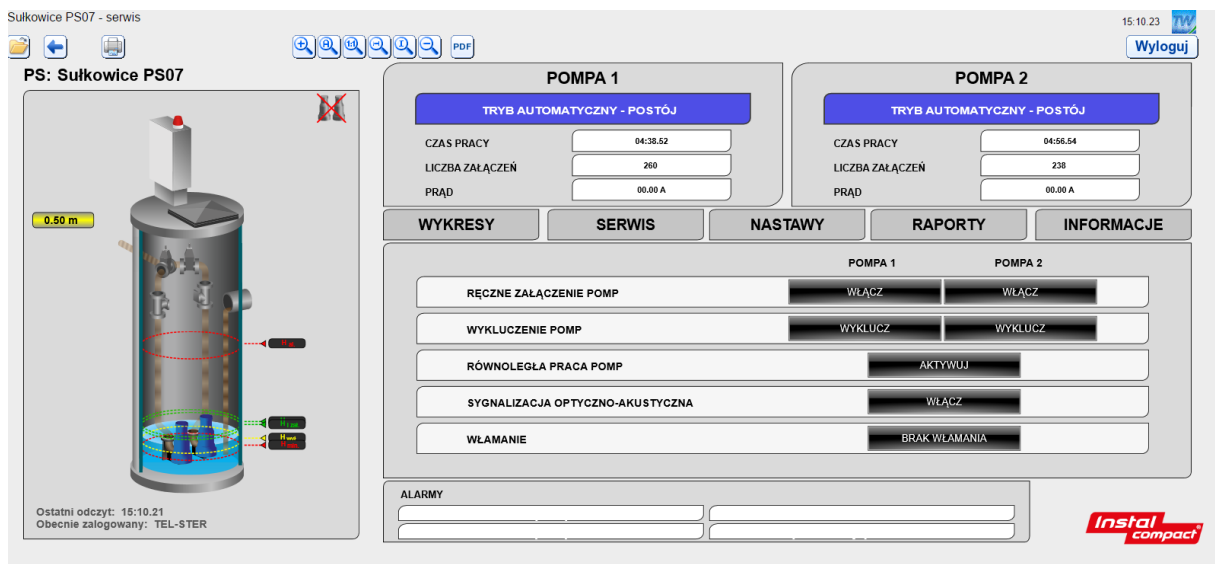 Sułkowice PS07 - serwis
15:10.23
TW
PDF
Wyloguj
PS: Sułkowice PS07
POMPA 1
POMPA 2
TRYB AUTOMATYCZNY - POSTÓJ
TRYB AUTOMATYCZNY - POSTÓJ
CZAS PRACY 04:38.52
CZAS PRACY 04:56.54
LICZBA ZAŁĄCZEŃ 260
LICZBA ZAŁĄCZEŃ 238
PRĄD 00.00 A
PRĄD 00.00 A
0.50 m
WYKRESY SERWIS NASTAWY RAPORTY INFORMACJE
POMPA 1 POMPA 2
RĘCZNE ZAŁĄCZENIE POMP WŁĄCZ WŁĄCZ
WYKLUCZENIE POMP WYKLUCZ WYKLUCZ
RÓWNOLEGŁA PRACA POMP AKTYWUJ
SYGNALIZACJA OPTYCZNO-AKUSTYCZNA WŁĄCZ
WŁAMANIE BRAK WŁAMANIA
ALARMY
Ostatni odczyt: 15:10.21
Obecnie zalogowany: TEL-STER
Instal
compact